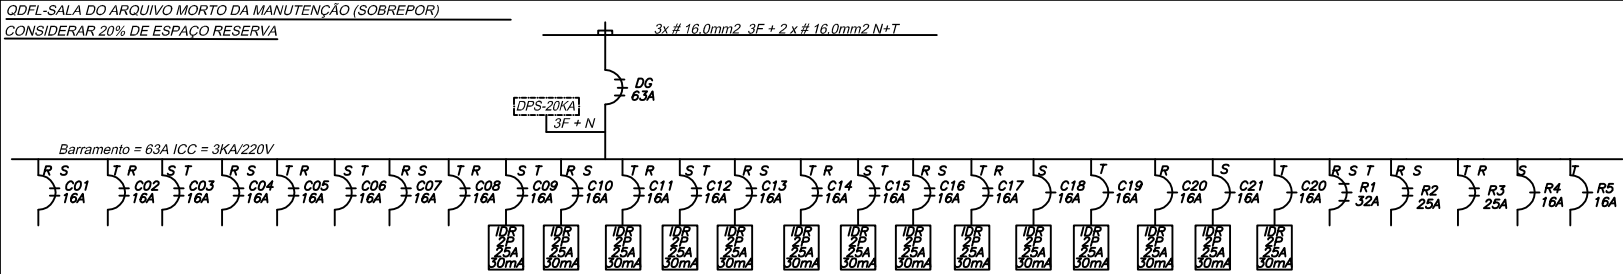 QDFL-SALA DO ARQUIVO MORTO DA MANUTENÇÃO (SOBREPOR)
CONSIDERAR 20% DE ESPAÇO RESERVA
3x # 16.0mm2 3F + 2 x # 16.0mm2 N+T
DG
63A
DPS-20KA
3F + N
Barramento = 63A ICC = 3KA/220V
R S
C01
16A
T R
C02
16A
S T
C03
16A
R S
C04
16A
T R
C05
16A
S T
C06
16A
R S
C07
16A
T R
C08
16A
S T
C09
16A
IDR
2P
25A
30mA
R S
C10
16A
IDR
2P
25A
30mA
T R
C11
16A
IDR
2P
25A
30mA
S T
C12
16A
IDR
2P
25A
30mA
R S
C13
16A
IDR
2P
25A
30mA
T R
C14
16A
IDR
2P
25A
30mA
S T
C15
16A
IDR
2P
25A
30mA
R S
C16
16A
IDR
2P
25A
30mA
T R
C17
16A
IDR
2P
25A
30mA
S
C18
16A
IDR
2P
25A
30mA
T
C19
16A
IDR
2P
25A
30mA
R
C20
16A
IDR
2P
25A
30mA
S
C21
16A
IDR
2P
25A
30mA
T
C20
16A
IDR
2P
25A
30mA
R S T
R1
32A
R S
R2
25A
T R
R3
25A
S
R4
16A
T
R5
16A